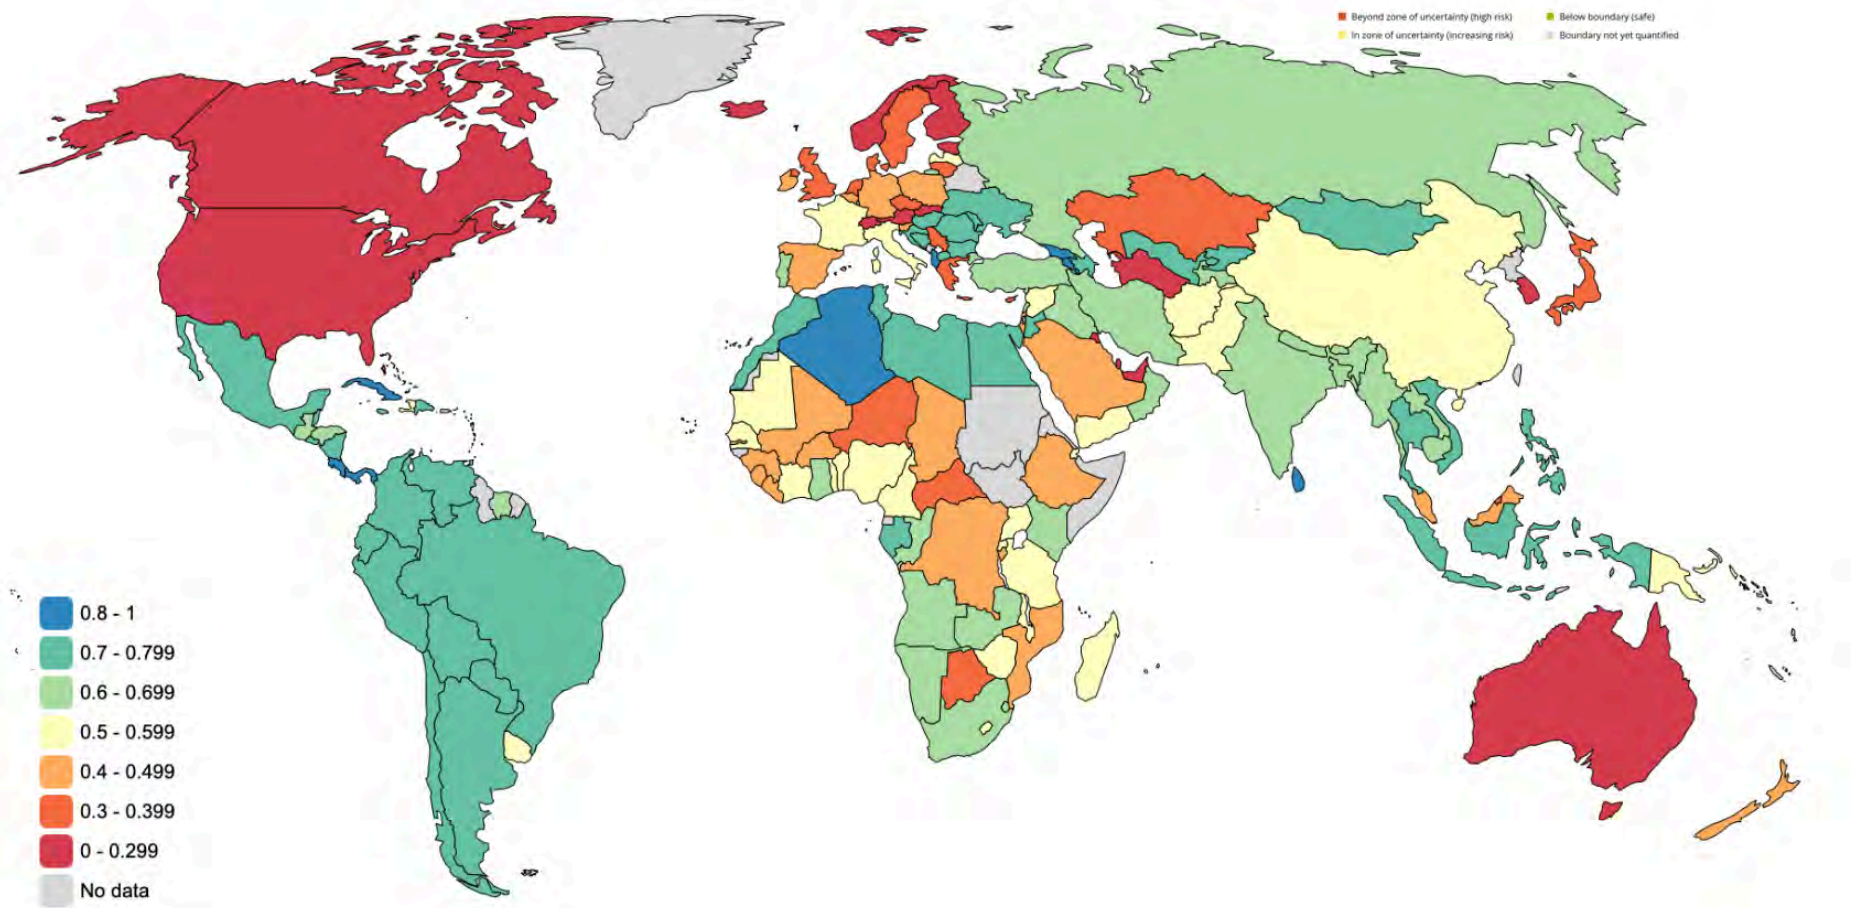 Beyond zone of uncertainty (high risk)
Below boundary (safe)
In zone of uncertainty (increasing risk)
Boundary not yet quantified
0.8 - 1
0.7 - 0.799
0.6 - 0.699
0.5 - 0.599
0.4 - 0.499
0.3 - 0.399
0 - 0.299
No data